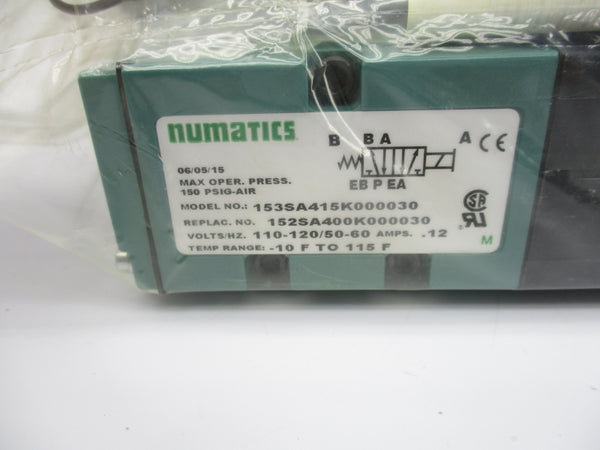 numatics
B B A A CE
EB P EA
06/05/15
MAX OPER. PRESS.
150 PSIG-AIR
MODEL NO.: 153SA415K000030
REPLAC. NO. 152SA400K000030
VOLTS/HZ. 110-120/50-60 AMPS. .12
TEMP RANGE: -10 F TO 115 F
SA
M